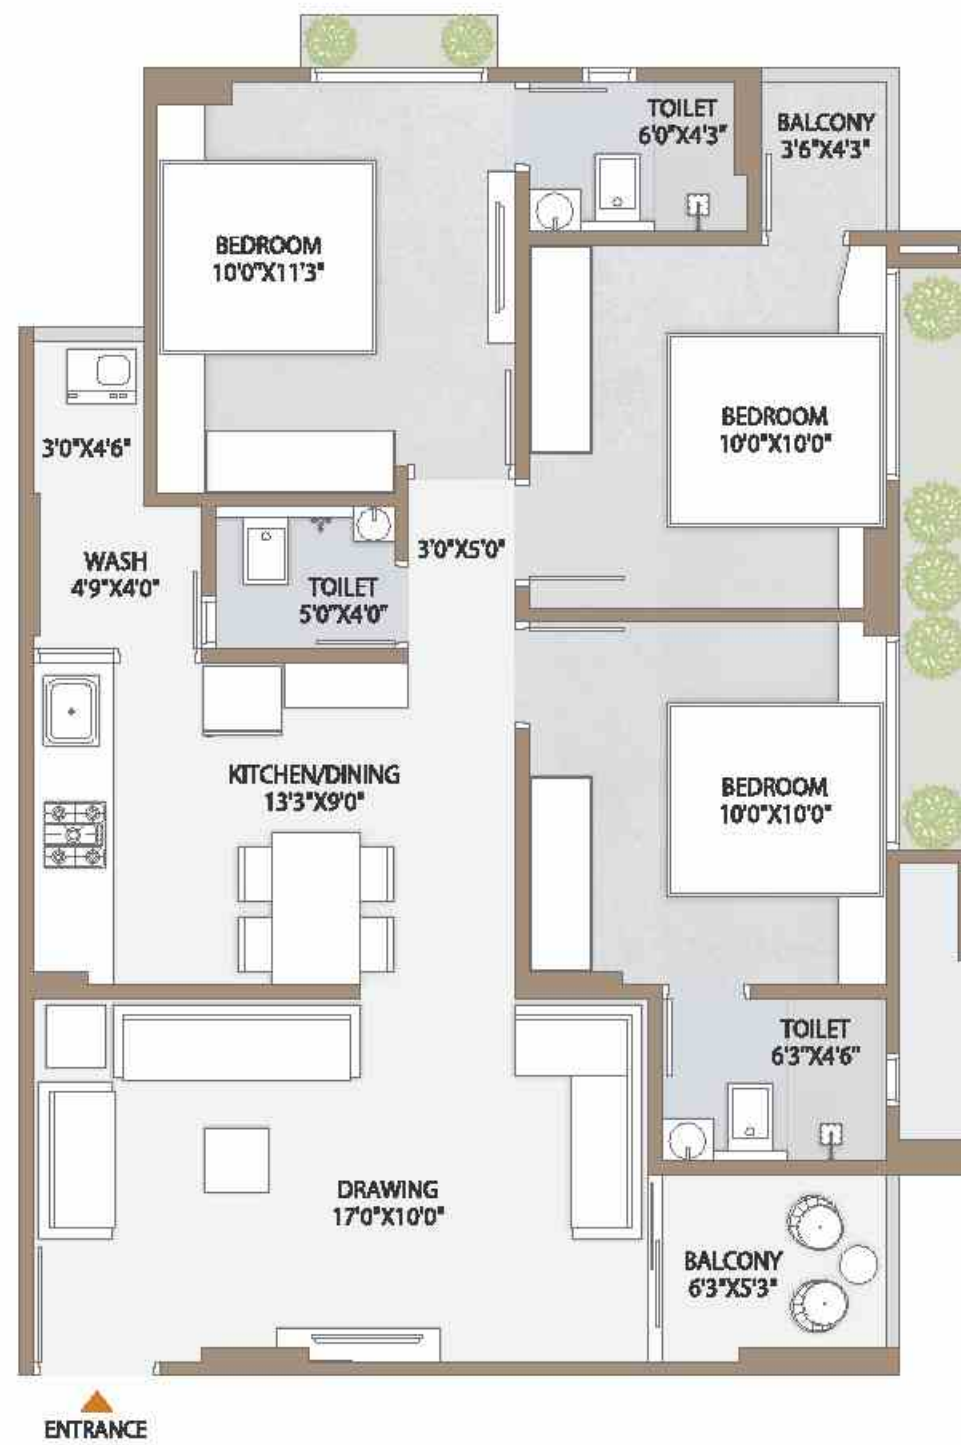 TOILET
6'0"X4'3"
BALCONY
3'6"X4'3"
BEDROOM
10'0"X11'3"
3'0"X4'6"
BEDROOM
10'0"X10'0"
3'0"X5'0"
WASH
4'9"X4'0"
TOILET
5'0"X4'0"
KITCHEN/DINING
13'3"X9'0"
BEDROOM
10'0"X10'0"
TOILET
6'3"X4'6"
DRAWING
17'0"X10'0"
BALCONY
6'3"X5'3"
ENTRANCE